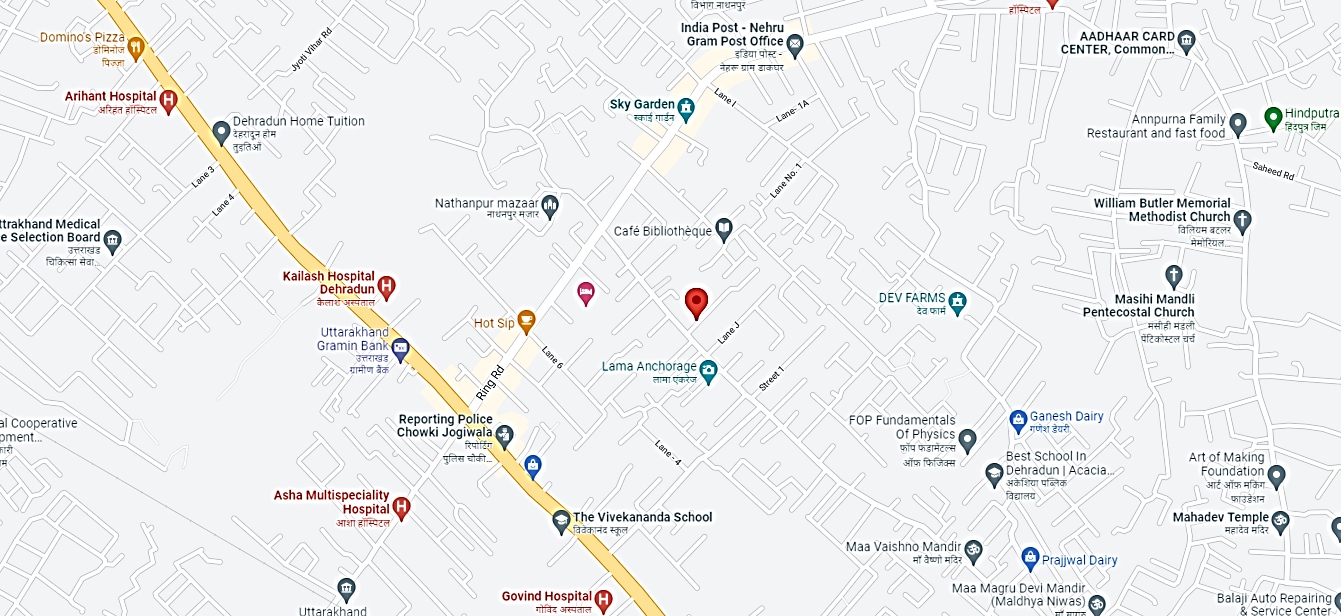 विभाग नाथनपुर
हॉस्पिटल
India Post - Nehru
Gram Post Office
इंडिया पोस्ट -
नेहरू ग्राम डाकघर
AADHAAR CARD
CENTER, Common...
Domino's Pizza
डोमिनोज
पिज़्ज़ा
Jyoti Vihar Rd
Arihant Hospital
अरिहंत हॉस्पिटल
Sky Garden
स्काई गार्डन
Lane I
Lane- 1A
Dehradun Home Tuition
देहरादून होम
तुइतिओं
Annpurna Family
Restaurant and fast food
Hindputra
हिंदपुत्र जिम
Saheed Rd
Lane 3
Lane 4
Lane No. 1
Nathanpur mazaar
नाथनपुर मजार
Café Bibliothèque
William Butler Memorial
Methodist Church
विलियम बटलर
मेमोरियल...
ttrakhand Medical
e Selection Board
उत्तराखंड
चिकित्सा सेवा...
Kailash Hospital
Dehradun
कैलाश अस्पताल
DEV FARMS
देव फार्म
Masihi Mandli
Pentecostal Church
मसीही मंडली
पेंटिकोस्टल चर्च
Hot Sip
Uttarakhand
Gramin Bank
उत्तराखंड
ग्रामीण बैंक
Lane 6
Lane J
Lama Anchorage
लामा एंकरेज
Street 1
Ring Rd
Reporting Police
Chowki Jogiwala
रिपोर्टिंग
पुलिस चौकी...
Lane - 4
FOP Fundamentals
Of Physics
फॉप फंडामेंटल्स
ऑफ़ फिजिक्स
Ganesh Dairy
गणेश डेयरी
al Cooperative
pment...
कारी
Best School In
Dehradun | Acacia...
अकेशिया पब्लिक
विद्यालय
Art of Making
Foundation
आर्ट ऑफ़ मकिंग
फाउंडेशन
Asha Multispeciality
Hospital
आशा हॉस्पिटल
The Vivekananda School
विवेकानंद स्कूल
Mahadev Temple
महादेव मंदिर
Maa Vaishno Mandir
माँ वैष्णो मंदिर
Prajjwal Dairy
Maa Magru Devi Mandir
(Maldhya Niwas)
Govind Hospital
गोविंद अस्पताल
Uttarakhand
Balaji Auto Repairing
& Service Center